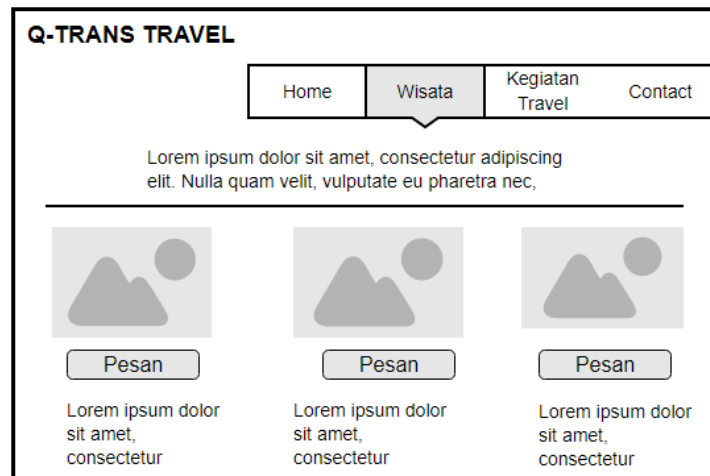 Q-TRANS TRAVEL
Home
Wisata
Kegiatan
Travel
Contact
Lorem ipsum dolor sit amet, consectetur adipiscing
elit. Nulla quam velit, vulputate eu pharetra nec,
Pesan
Pesan
Pesan
Lorem ipsum dolor
sit amet,
consectetur
Lorem ipsum dolor
sit amet,
consectetur
Lorem ipsum dolor
sit amet,
consectetur